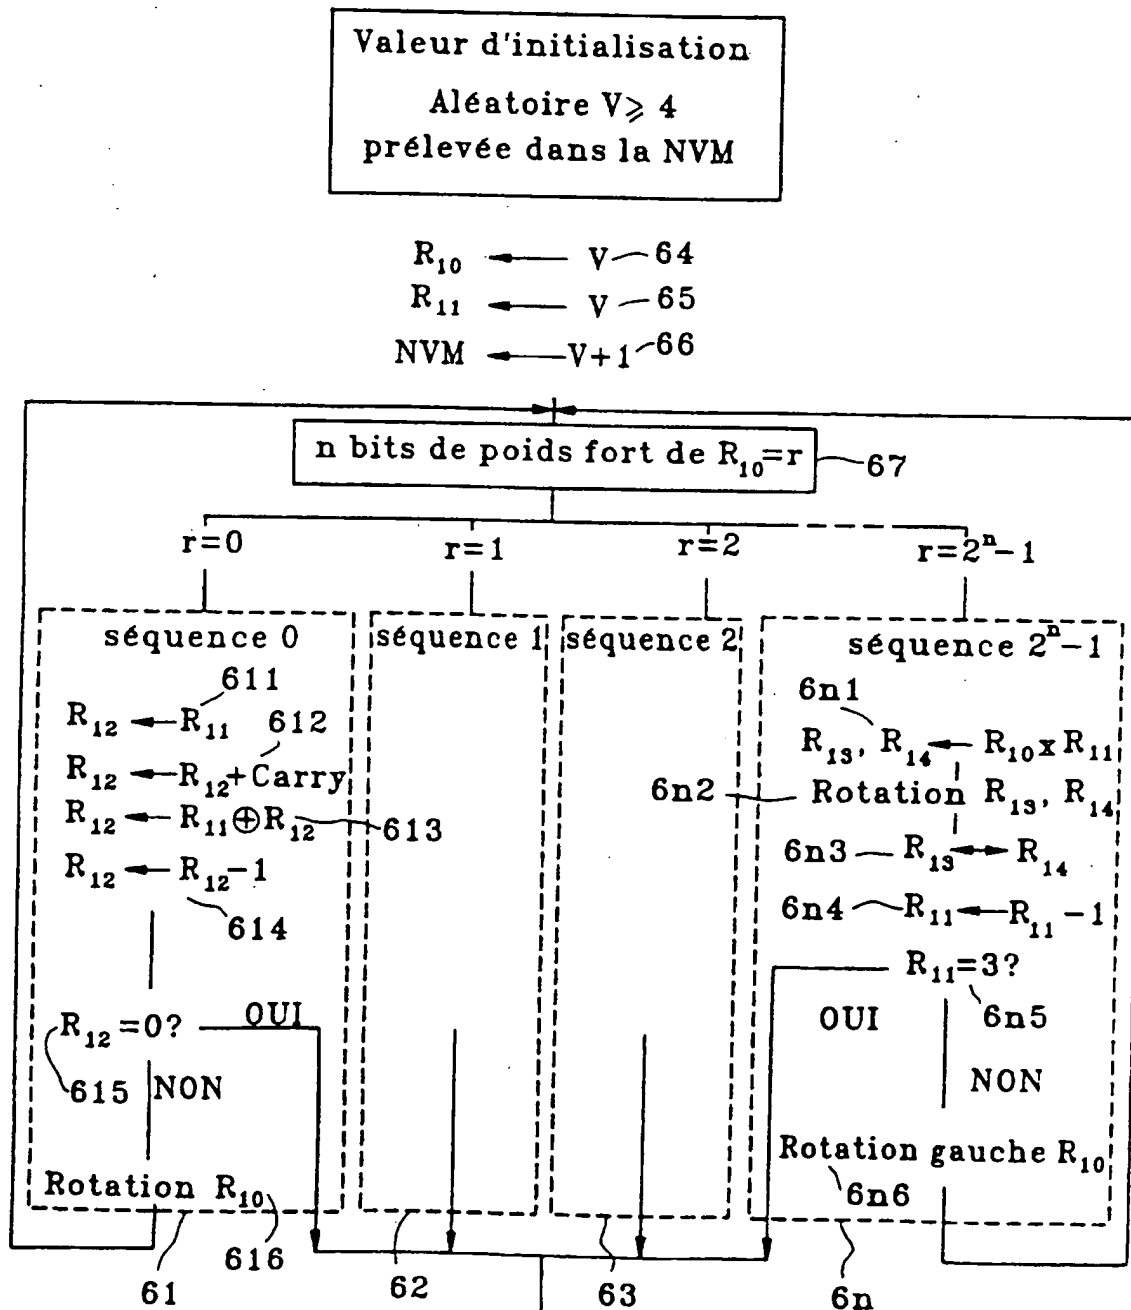 Valeur d'initialisation
Aléatoire V⩾ 4
prélevée dans la NVM
R₁₀ ← V 64
R₁₁ ← V 65
NVM ← V+1 66
n bits de poids fort de R₁₀=r 67
r=0 r=1 r=2 r=2ⁿ-1
séquence 0
611
R₁₂ ← R₁₁ 612
R₁₂ ← R₁₂+Carry
R₁₂ ← R₁₁⊕R₁₂ 613
R₁₂ ← R₁₂-1
614
R₁₂=0? OUI
615 NON
Rotation R₁₀
616
61
séquence 1
62
séquence 2
63
séquence 2ⁿ-1
6n1
R₁₃, R₁₄ ← R₁₀xR₁₁
6n2 Rotation R₁₃, R₁₄
6n3 R₁₃ ↔ R₁₄
6n4 R₁₁ ← R₁₁-1
R₁₁=3?
OUI 6n5
NON
Rotation gauche R₁₀
6n6
6n